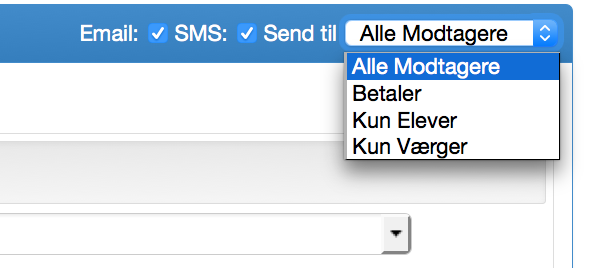 Email: SMS: Send til Alle Modtagere
Alle Modtagere
Betaler
Kun Elever
Kun Værger